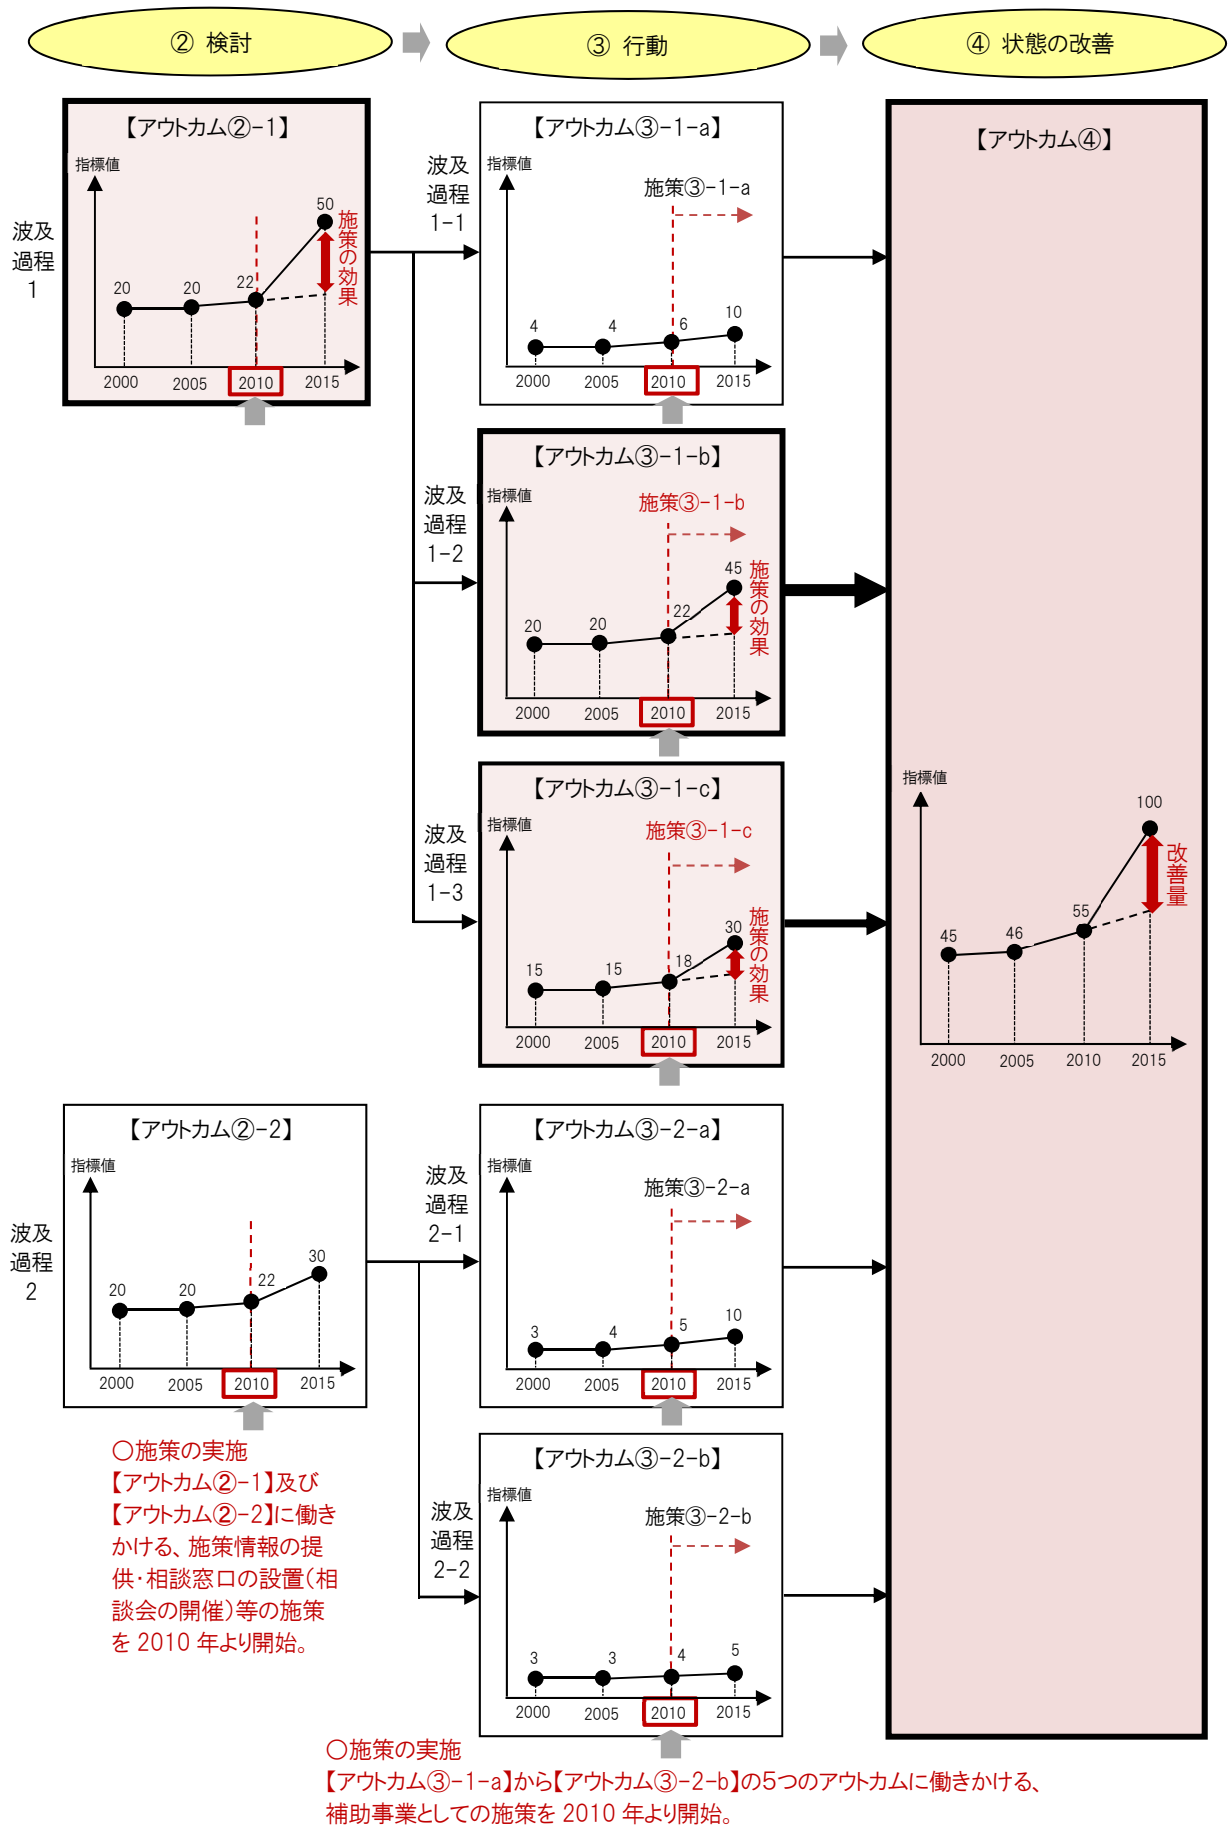 ② 検討
③ 行動
④ 状態の改善
波及
過程
1
【アウトカム②-1】
指標値
20
20
22
50
施策の効果
2000
2005
2010
2015
波及
過程
1-1
【アウトカム③-1-a】
指標値
施策③-1-a
4
4
6
10
2000
2005
2010
2015
波及
過程
1-2
【アウトカム③-1-b】
指標値
施策③-1-b
20
20
22
45
施策の効果
2000
2005
2010
2015
波及
過程
1-3
【アウトカム③-1-c】
指標値
施策③-1-c
15
15
18
30
施策の効果
2000
2005
2010
2015
【アウトカム④】
指標値
45
46
55
100
改善量
2000
2005
2010
2015
波及
過程
2
【アウトカム②-2】
指標値
20
20
22
30
2000
2005
2010
2015
〇施策の実施
【アウトカム②-1】及び
【アウトカム②-2】に働き
かける、施策情報の提
供・相談窓口の設置（相
談会の開催）等の施策
を 2010 年より開始。
波及
過程
2-1
【アウトカム③-2-a】
指標値
施策③-2-a
3
4
5
10
2000
2005
2010
2015
波及
過程
2-2
【アウトカム③-2-b】
指標値
施策③-2-b
3
3
4
5
2000
2005
2010
2015
〇施策の実施
【アウトカム③-1-a】から【アウトカム③-2-b】の５つのアウトカムに働きかける、
補助事業としての施策を 2010 年より開始。